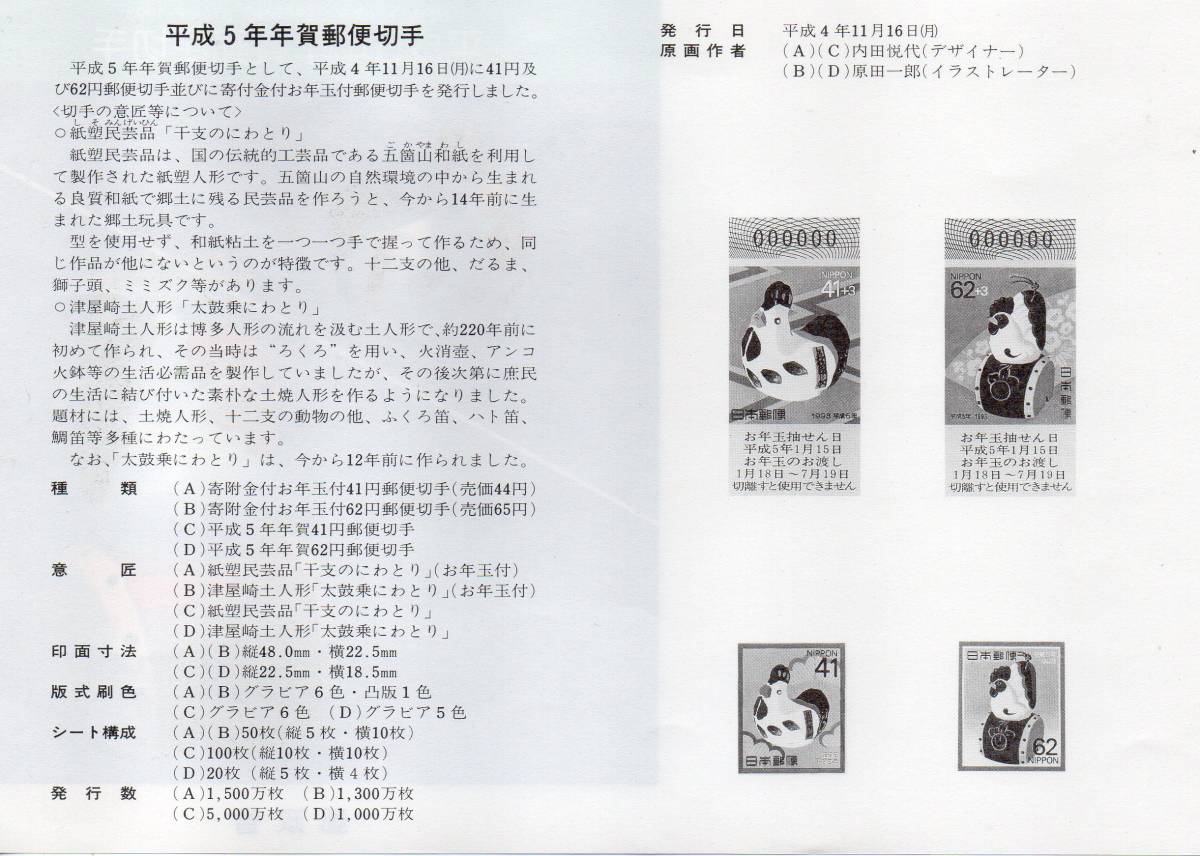 平成5年年賀郵便切手
平成5年年賀郵便切手として、平成4年11月16日㈪に41円及
び62円郵便切手並びに寄付金付お年玉付郵便切手を発行しました。
〈切手の意匠等について〉
しそみんげいひん
○紙塑民芸品「干支のにわとり」
ごかやまわし
紙塑民芸品は、国の伝統的工芸品である五箇山和紙を利用し
て製作された紙塑人形です。五箇山の自然環境の中から生まれ
る良質和紙で郷土に残る民芸品を作ろうと、今から14年前に生
まれた郷土玩具です。
型を使用せず、和紙粘土を一つ一つ手で握って作るため、同
じ作品が他にないというのが特徴です。十二支の他、だるま、
獅子頭、ミミズク等があります。
○津屋崎土人形「太鼓乗にわとり」
津屋崎土人形は博多人形の流れを汲む土人形で、約220年前に
初めて作られ、その当時は“ろくろ”を用い、火消壺、アンコ
火鉢等の生活必需品を製作していましたが、その後次第に庶民
の生活に結び付いた素朴な土焼人形を作るようになりました。
題材には、土焼人形、十二支の動物の他、ふくろ笛、ハト笛、
鯛笛等多種にわたっています。
なお、「太鼓乗にわとり」は、今から12年前に作られました。
種類 (A)寄附金付お年玉付41円郵便切手(売価44円)
(B)寄附金付お年玉付62円郵便切手(売価65円)
(C)平成5年年賀41円郵便切手
(D)平成5年年賀62円郵便切手
意匠 (A)紙塑民芸品「干支のにわとり」(お年玉付)
(B)津屋崎土人形「太鼓乗にわとり」(お年玉付)
(C)紙塑民芸品「干支のにわとり」
(D)津屋崎土人形「太鼓乗にわとり」
印面寸法 (A)(B)縦48.0㎜・横22.5㎜
(C)(D)縦22.5㎜・横18.5㎜
版式刷色 (A)(B)グラビア6色・凸版1色
(C)グラビア6色 (D)グラビア5色
シート構成 (A)(B)50枚(縦5枚・横10枚)
(C)100枚(縦10枚・横10枚)
(D)20枚(縦5枚・横4枚)
発行数 (A)1,500万枚 (B)1,300万枚
(C)5,000万枚 (D)1,000万枚
発行日 平成4年11月16日㈪
原画作者 (A)(C)内田悦代(デザイナー)
(B)(D)原田一郎(イラストレーター)
000000
NIPPON
41+3
日本郵便 1993 平成5年
お年玉抽せん日
平成5年1月15日
お年玉のお渡し
1月18日〜7月19日
切離すと使用できません
000000
NIPPON
62+3
日本郵便
平成5年・1993
お年玉抽せん日
平成5年1月15日
お年玉のお渡し
1月18日〜7月19日
切離すと使用できません
NIPPON
41
日本郵便
日本郵便
62
NIPPON